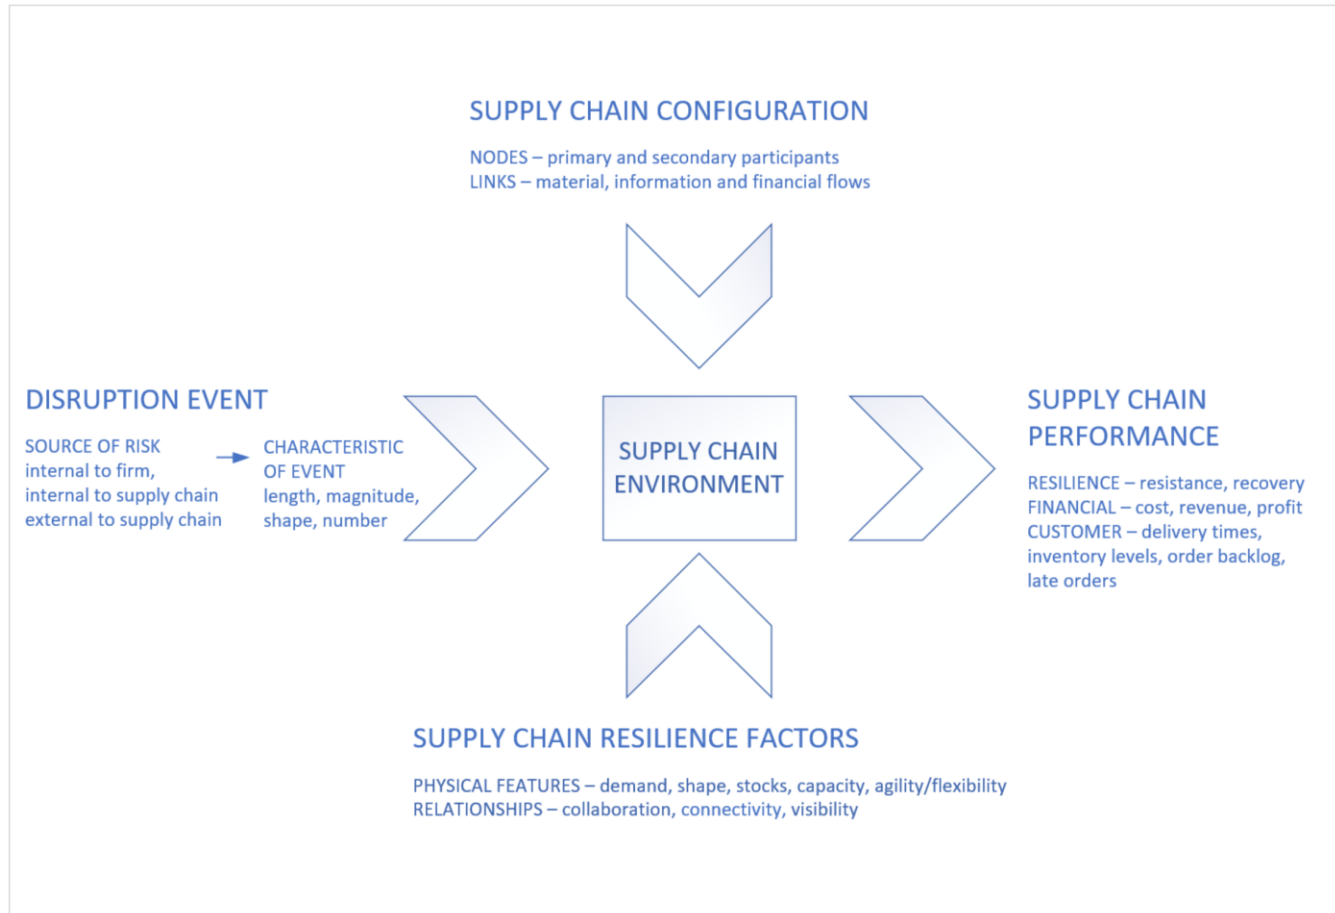 SUPPLY CHAIN CONFIGURATION
NODES – primary and secondary participants
LINKS – material, information and financial flows
DISRUPTION EVENT
SOURCE OF RISK
internal to firm,
internal to supply chain
external to supply chain
CHARACTERISTIC
OF EVENT
length, magnitude,
shape, number
SUPPLY CHAIN
ENVIRONMENT
SUPPLY CHAIN
PERFORMANCE
RESILIENCE – resistance, recovery
FINANCIAL – cost, revenue, profit
CUSTOMER – delivery times,
inventory levels, order backlog,
late orders
SUPPLY CHAIN RESILIENCE FACTORS
PHYSICAL FEATURES – demand, shape, stocks, capacity, agility/flexibility
RELATIONSHIPS – collaboration, connectivity, visibility